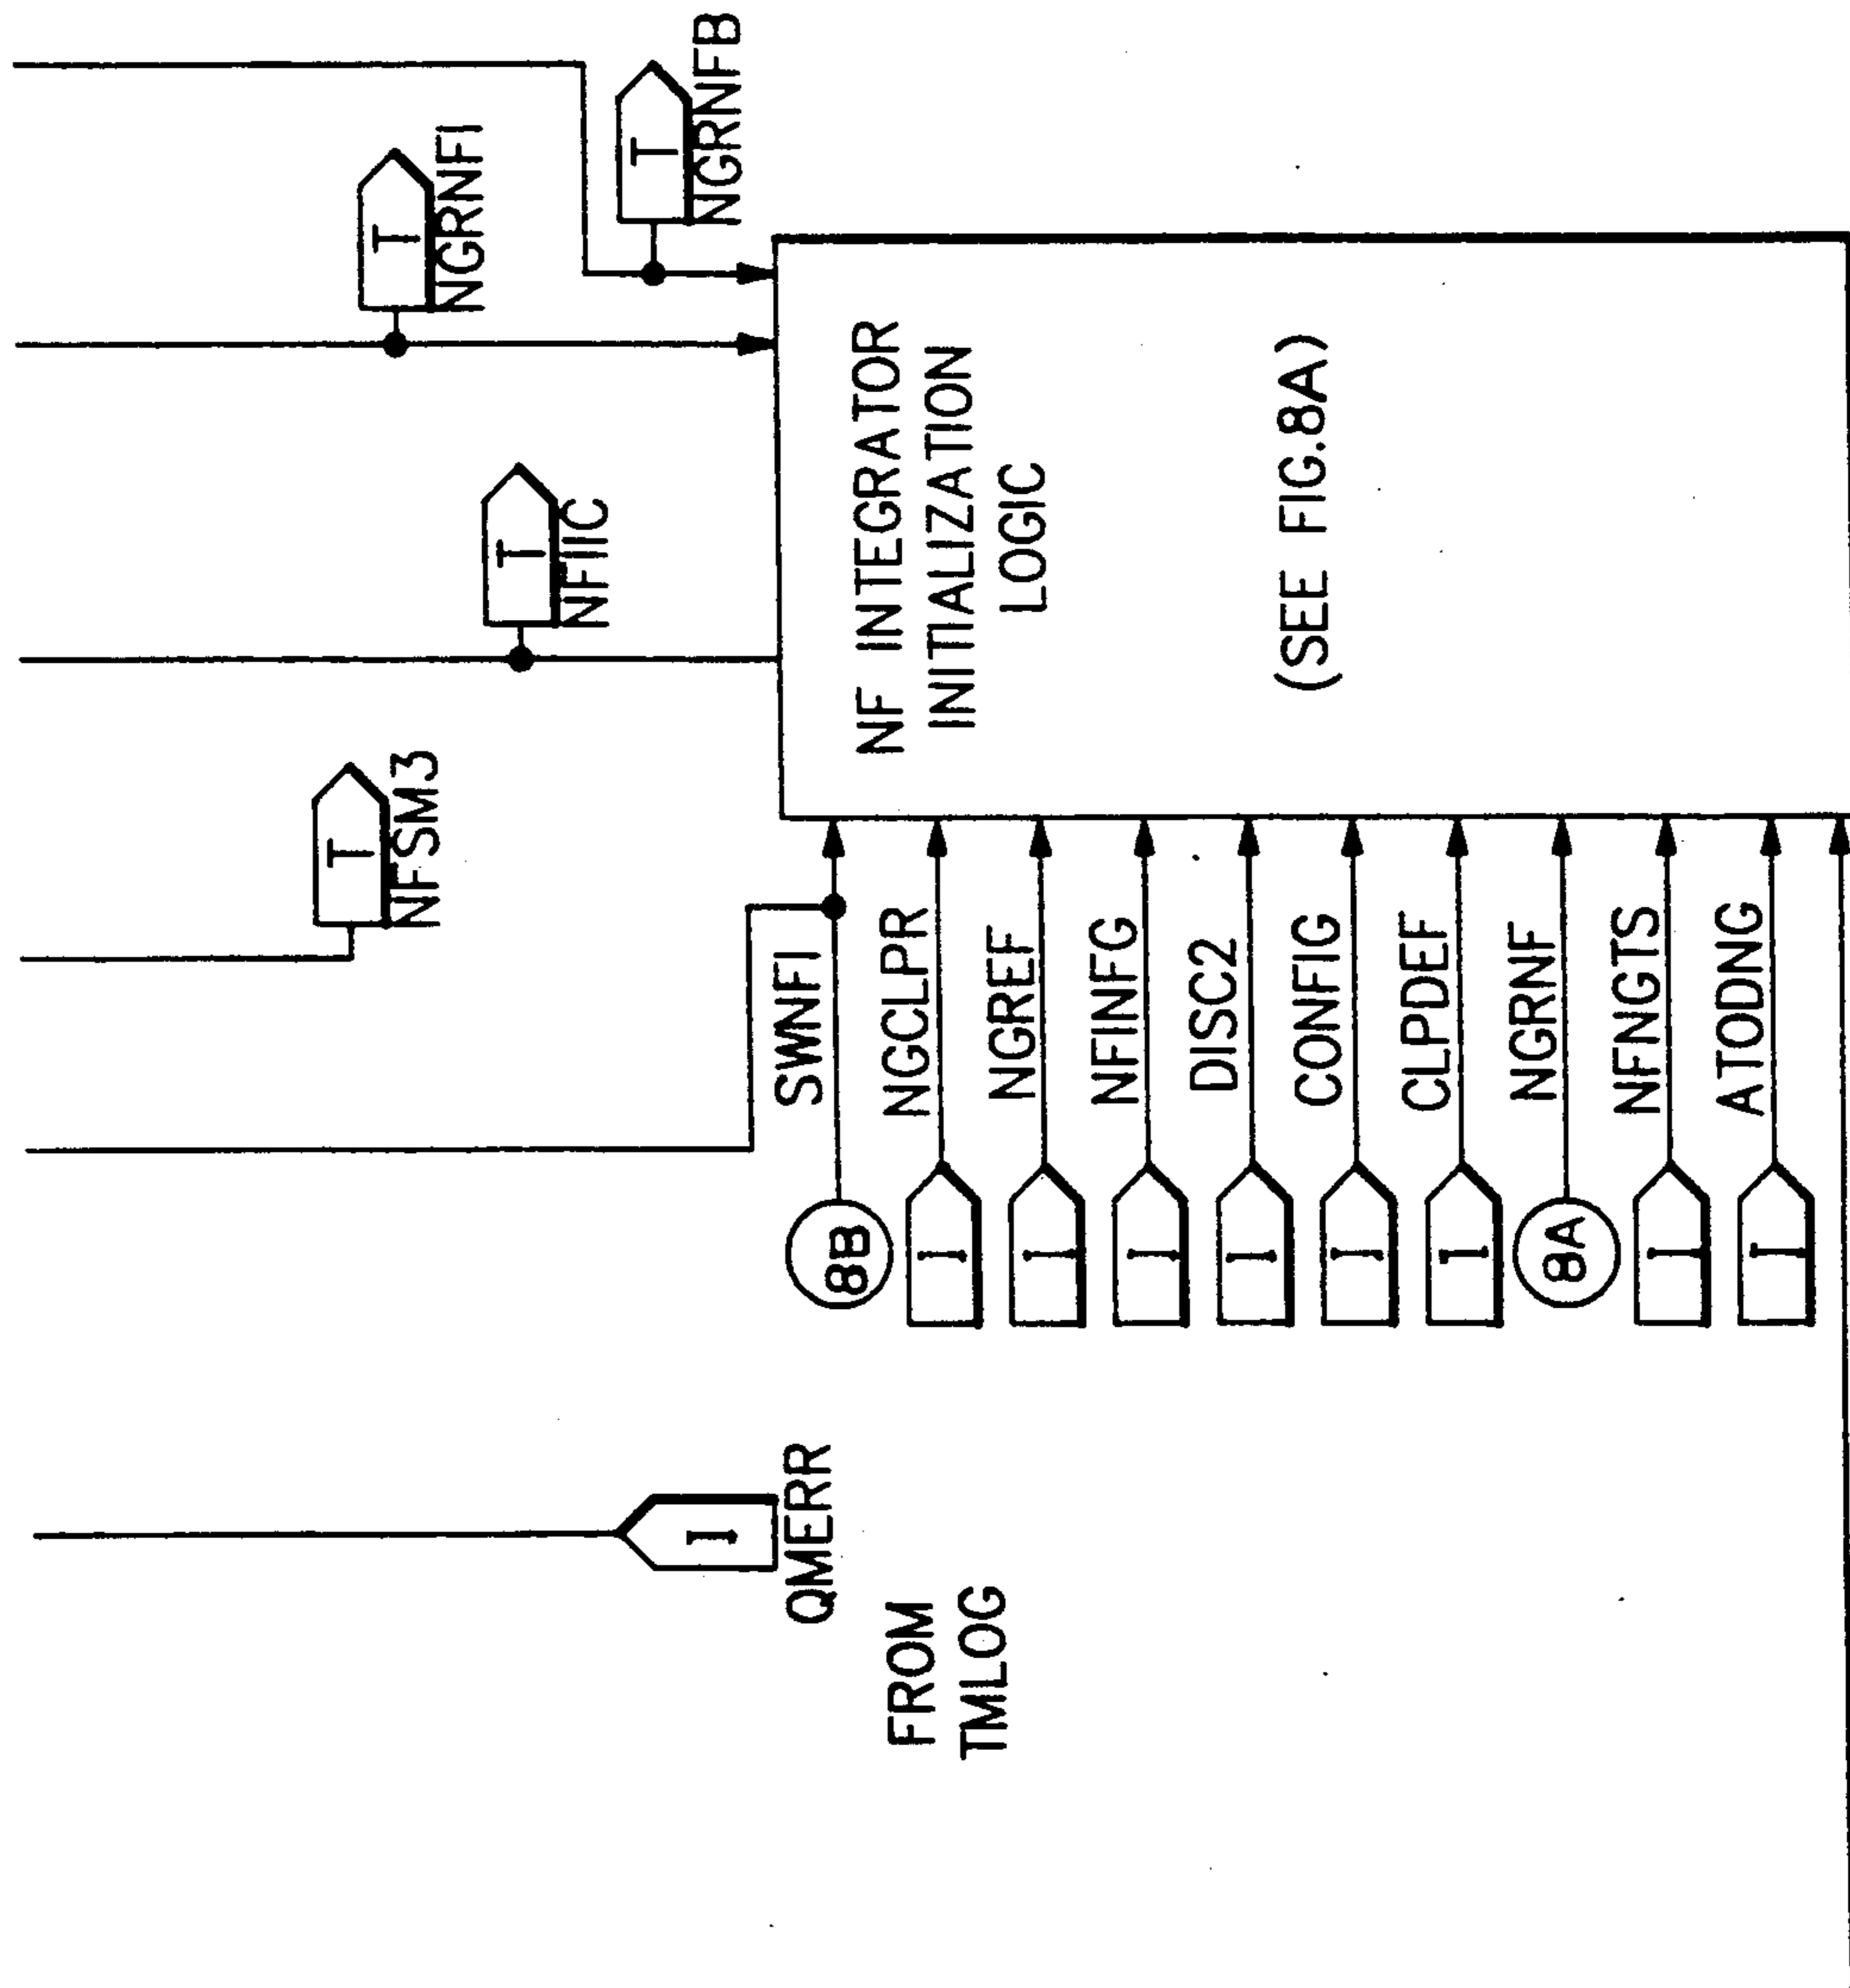 T
NFSM3
T
NGRNFI
T
NFIIC
T
NGRNFB
I
QMERR
FROM
TMLOG
SWNFI
8B
NGCLPR
I
NGREF
I
NFINFG
I
DISC2
I
CONFIG
I
CLPDEF
I
NGRNF
8A
NFNGTS
I
ATODNG
I
NF INTEGRATOR
INITIALIZATION
LOGIC
(SEE FIG.8A)